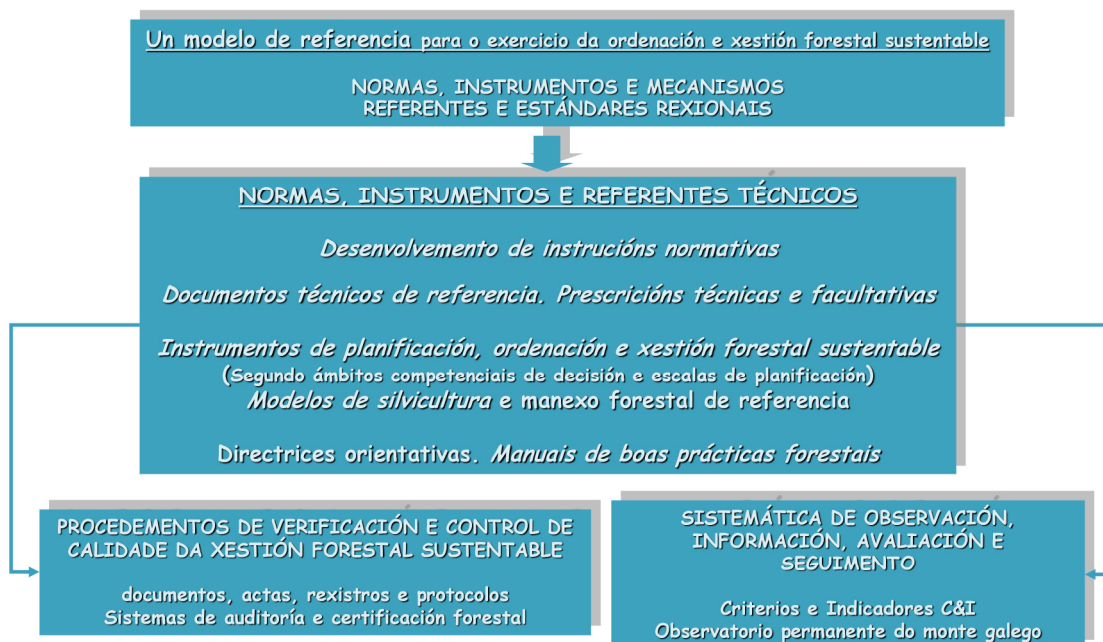 Un modelo de referencia para o exercicio da ordenación e xestión forestal sustentable
NORMAS, INSTRUMENTOS E MECANISMOS
REFERENTES E ESTÁNDARES REXIONAIS
NORMAS, INSTRUMENTOS E REFERENTES TÉCNICOS
Desenvolvemento de instrucións normativas
Documentos técnicos de referencia. Prescricións técnicas e facultativas
Instrumentos de planificación, ordenación e xestión forestal sustentable
(Segundo ámbitos competenciais de decisión e escalas de planificación)
Modelos de silvicultura e manexo forestal de referencia
Directrices orientativas. Manuais de boas prácticas forestais
PROCEDEMENTOS DE VERIFICACIÓN E CONTROL DE
CALIDADE DA XESTIÓN FORESTAL SUSTENTABLE
documentos, actas, rexistros e protocolos
Sistemas de auditoría e certificación forestal
SISTEMÁTICA DE OBSERVACIÓN,
INFORMACIÓN, AVALIACIÓN E
SEGUIMENTO
Criterios e Indicadores C&I
Observatorio permanente do monte galego